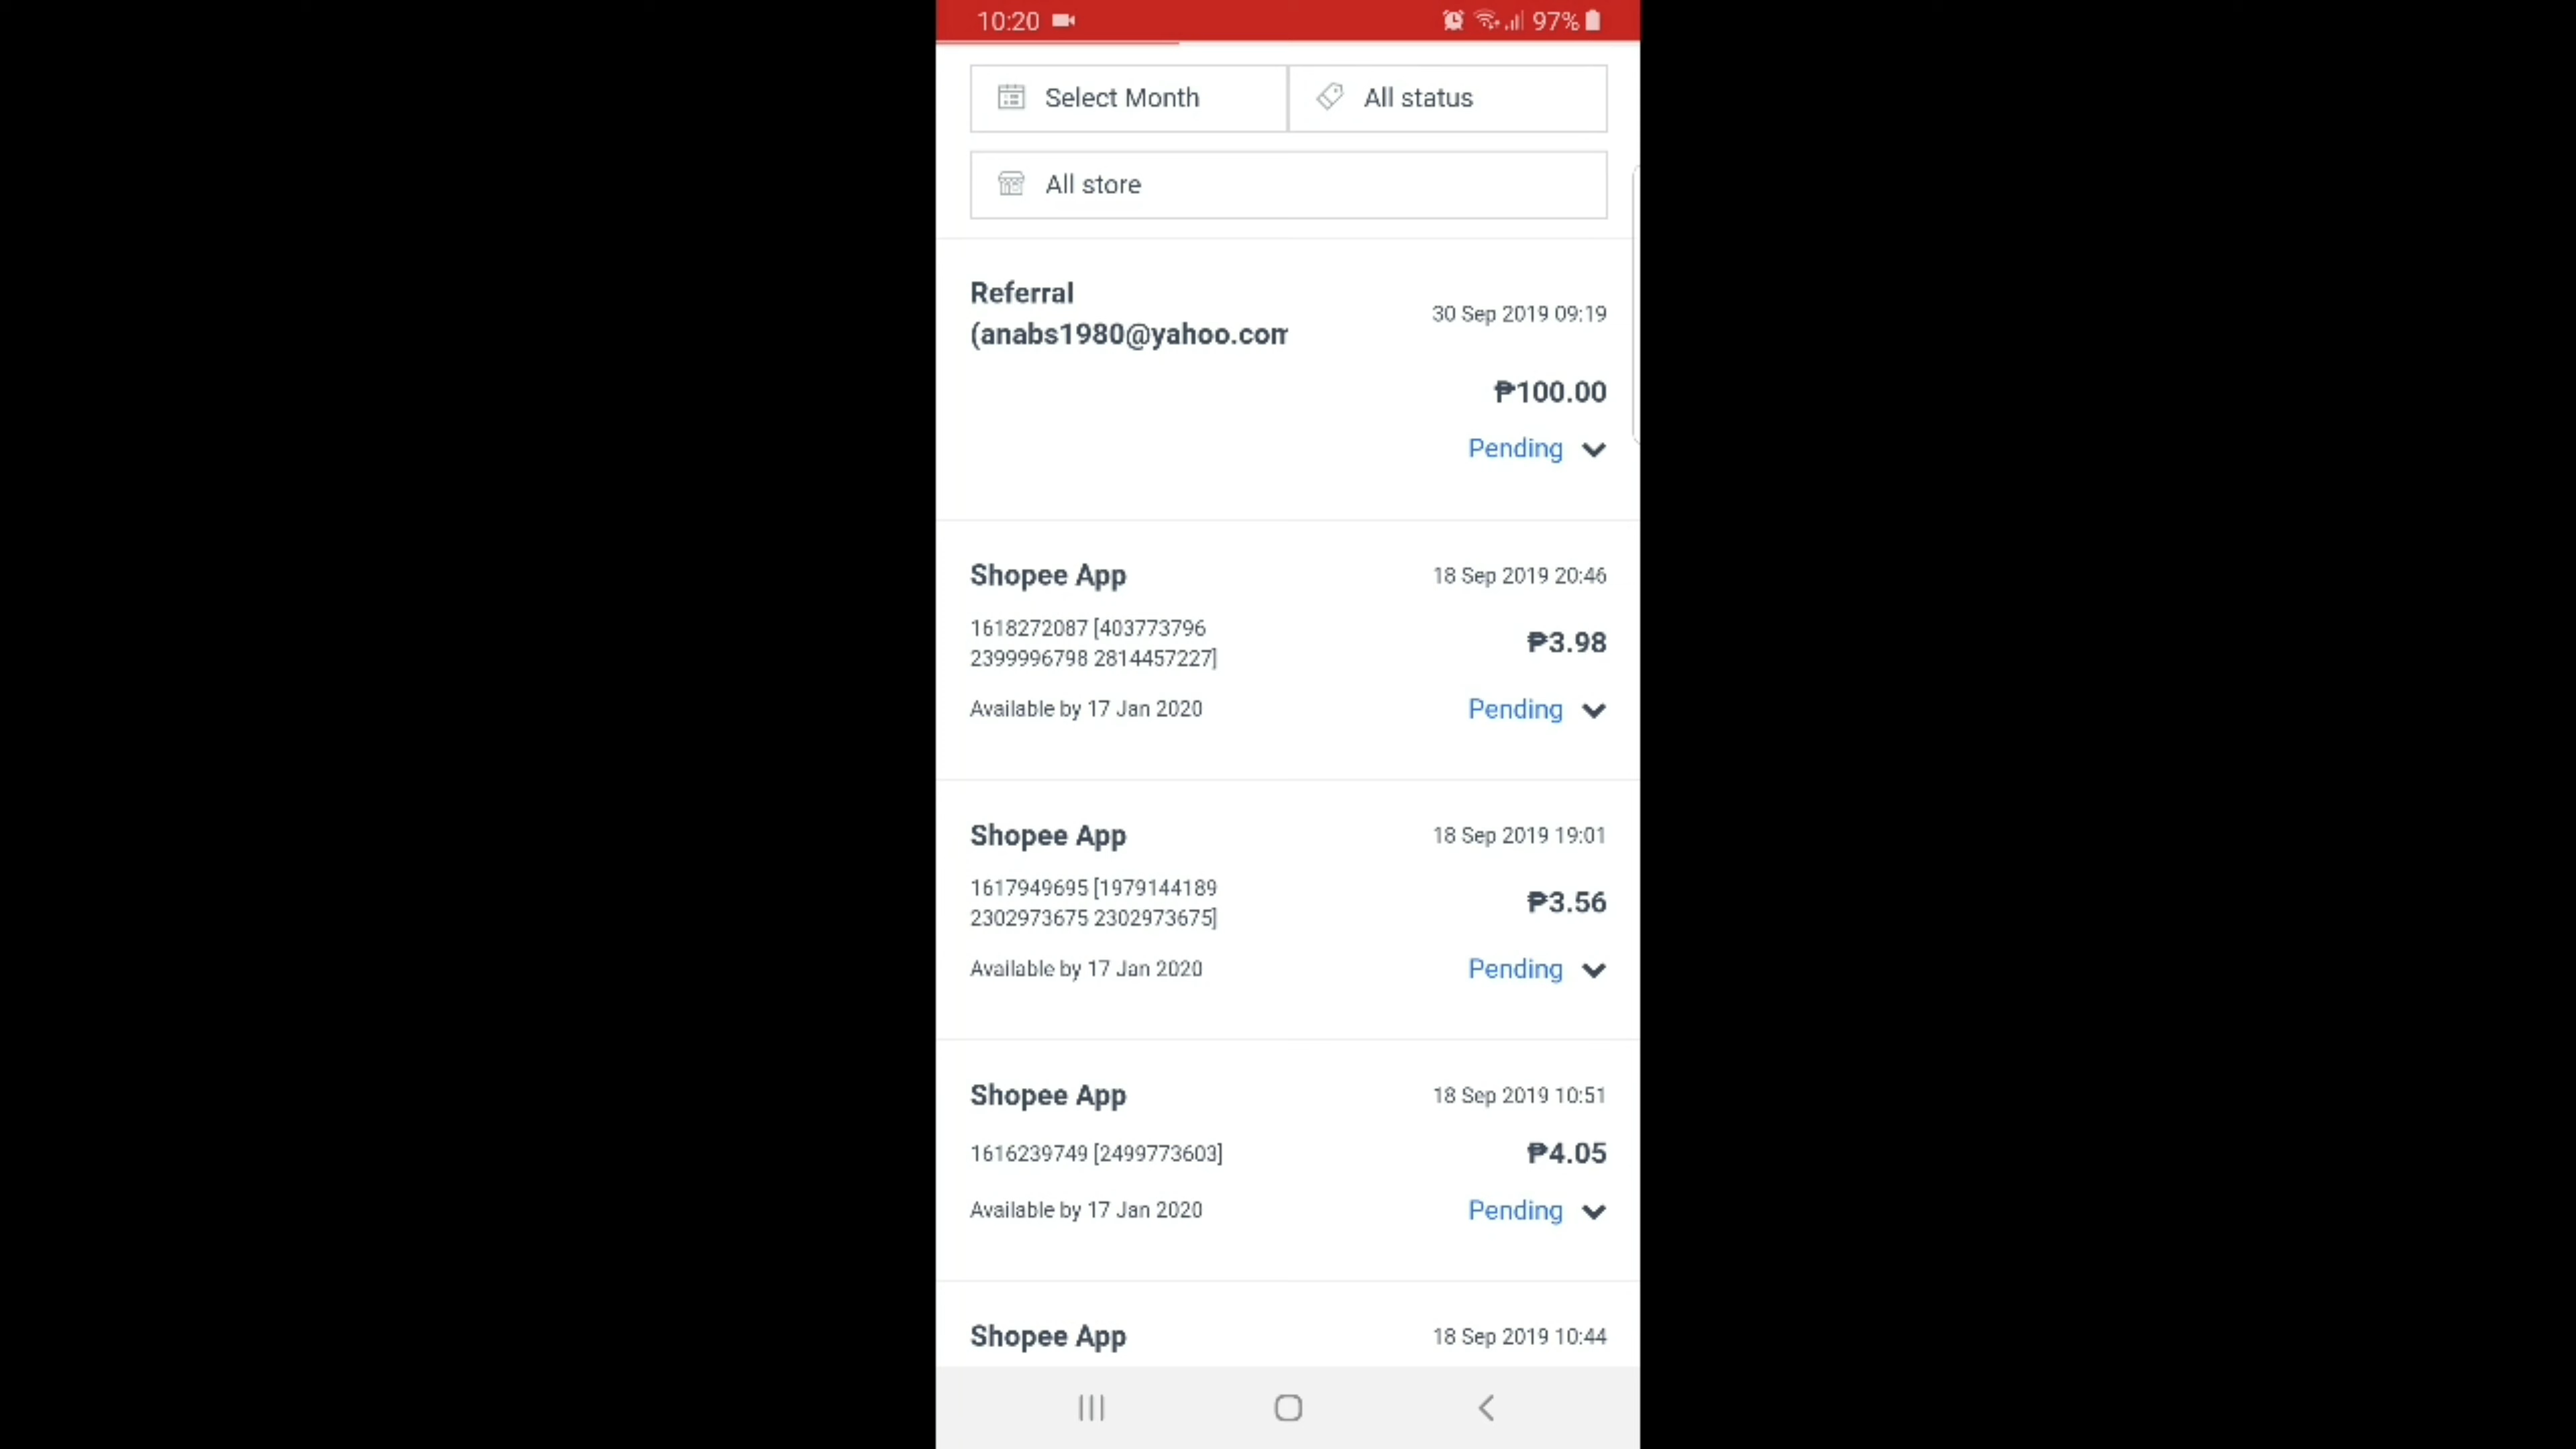 10:20
97%
Select Month
All status
All store
Referral
30 Sep 2019 09:19
(anabs1980@yahoo.com
₱100.00
Pending
Shopee App
18 Sep 2019 20:46
1618272087 [403773796
2399996798 2814457227]
₱3.98
Available by 17 Jan 2020
Pending
Shopee App
18 Sep 2019 19:01
1617949695 [1979144189
2302973675 2302973675]
₱3.56
Available by 17 Jan 2020
Pending
Shopee App
18 Sep 2019 10:51
1616239749 [2499773603]
₱4.05
Available by 17 Jan 2020
Pending
Shopee App
18 Sep 2019 10:44